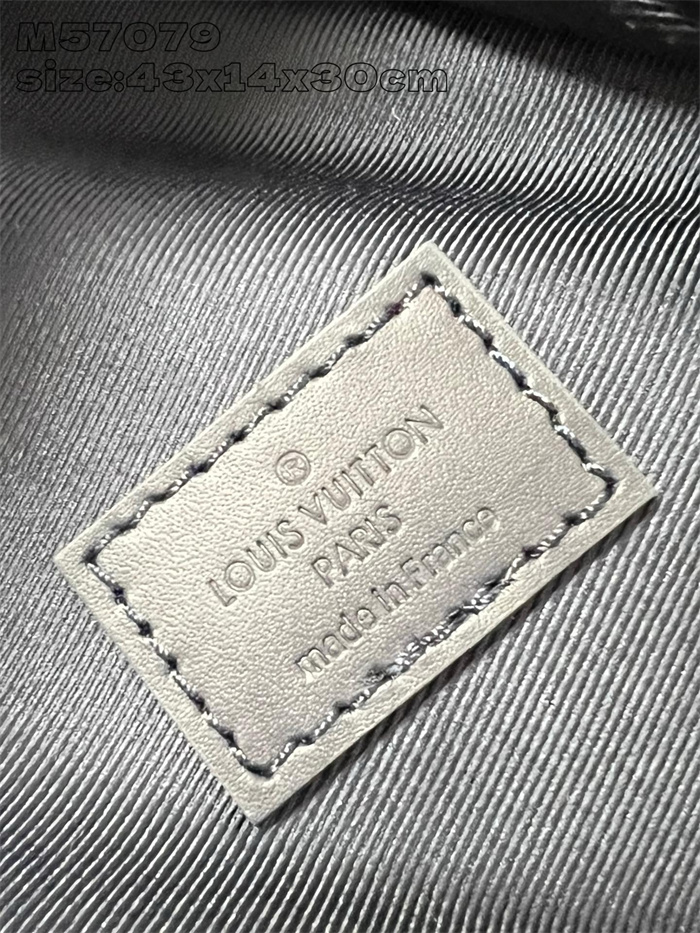 M57079
size:43x14x30cm
®
LOUIS VUITTON
PARIS
made in France